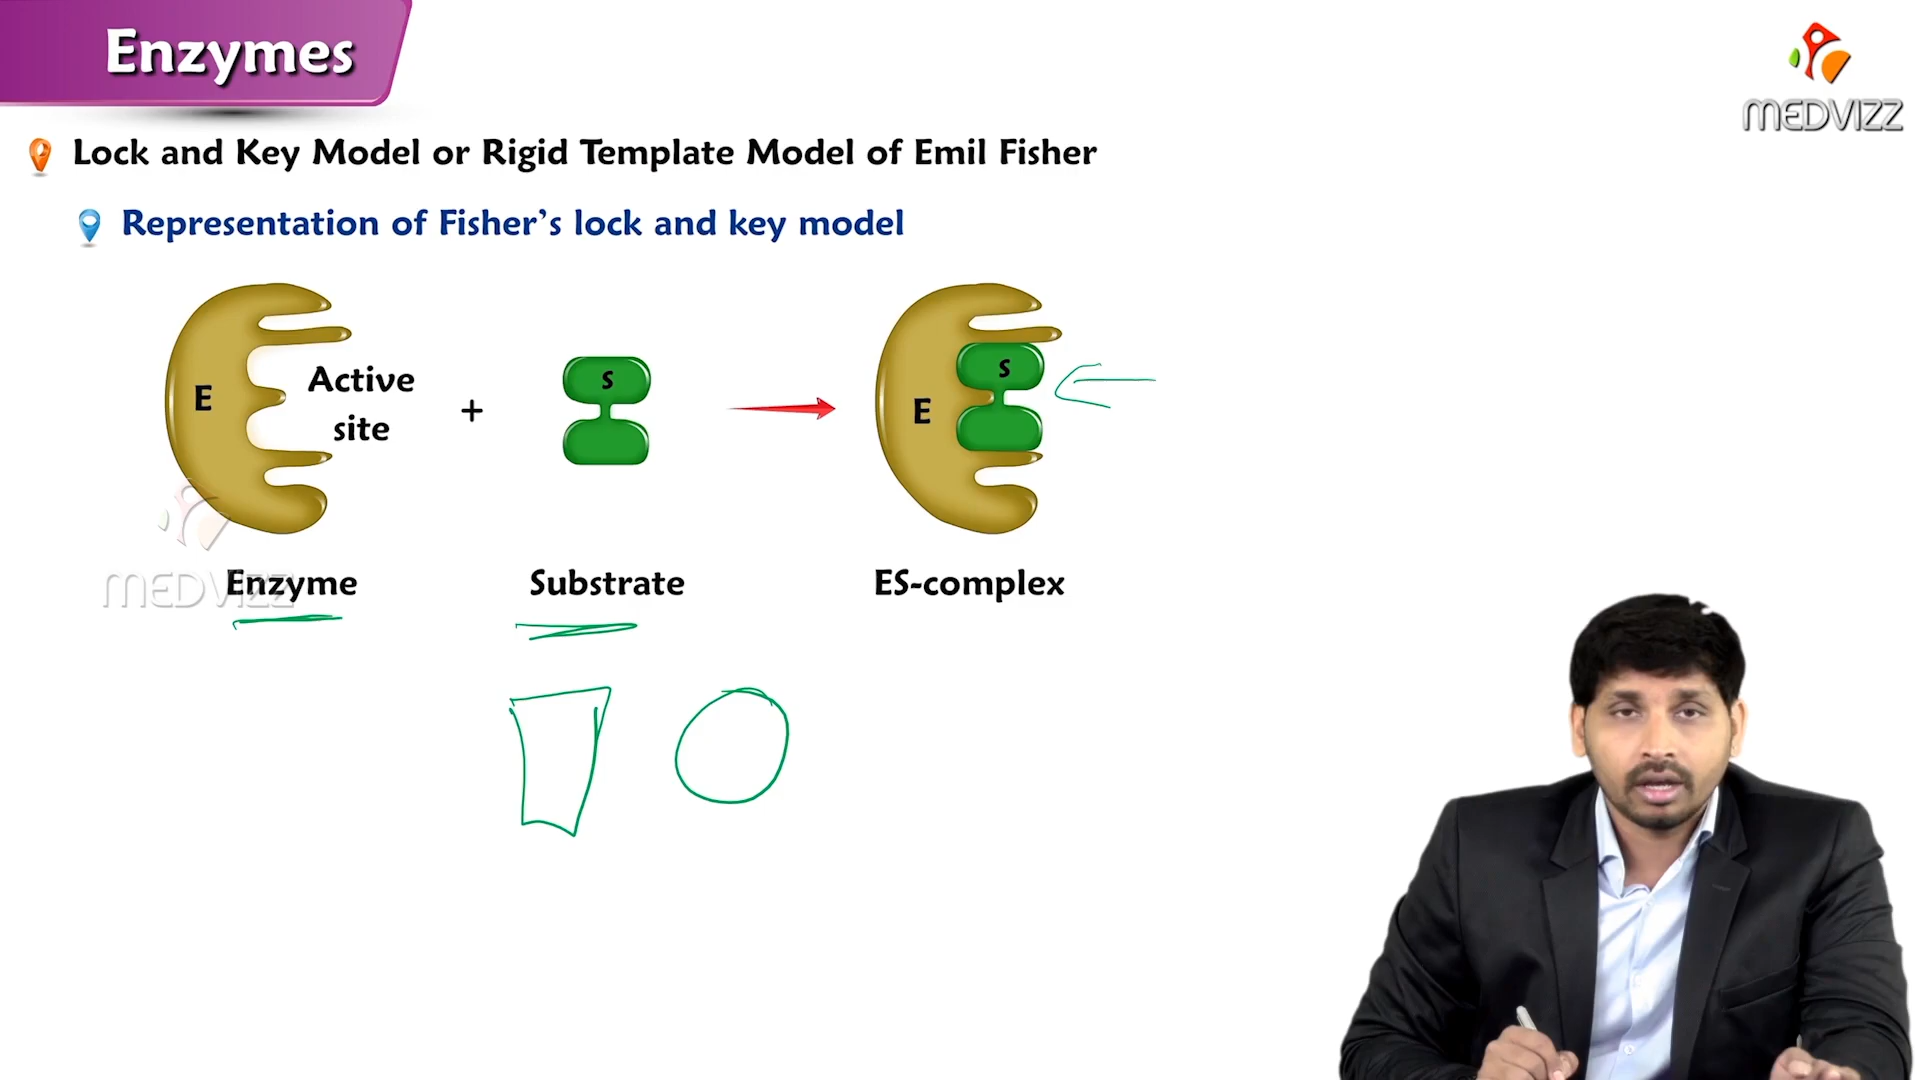 Enzymes
MEDVIZZ
Lock and Key Model or Rigid Template Model of Emil Fisher
Representation of Fisher’s lock and key model
E
Active
site
+
s
E
s
MEDVIZZ
Enzyme
Substrate
ES-complex